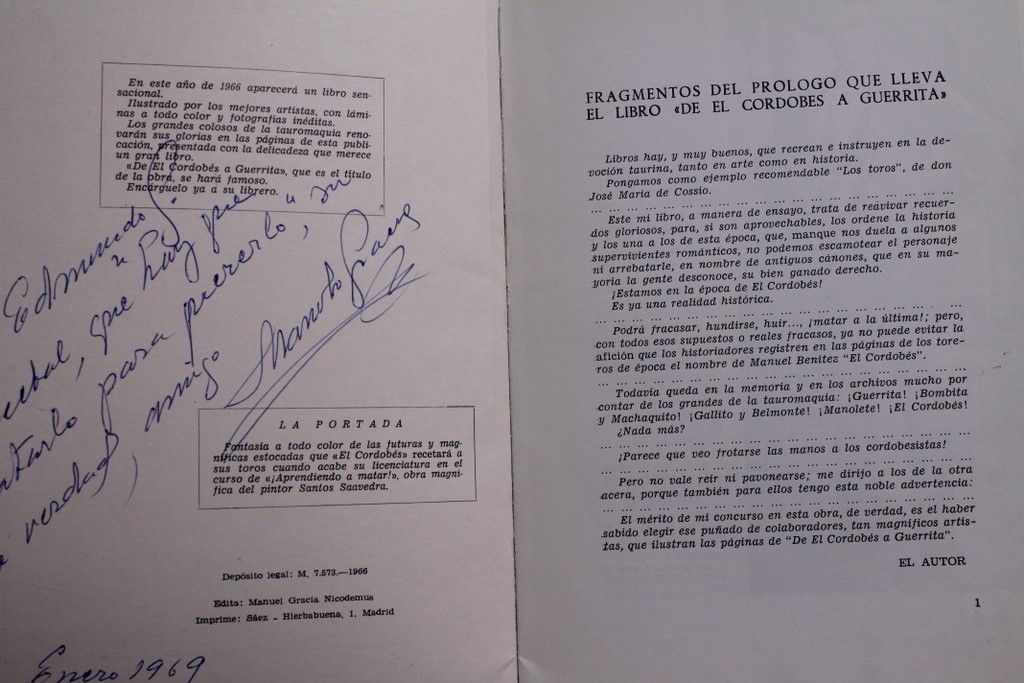 En este año de 1966 aparecerá un libro sen-
sacional.
Ilustrado por los mejores artistas, con lámi-
nas a todo color y fotografías inéditas.
Los grandes colosos de la tauromaquia reno-
varán sus glorias en las páginas de esta publi-
cación, presentada con la delicadeza que merece
un gran libro.
«De El Cordobés a Guerrita», que es el título
de la obra, se hará famoso.
Encárguelo ya a su librero.
Edmundo G.
que hay que
para quererlo", su
verdad, amigo
Manolo Gracia
LA PORTADA
Fantasía a todo color de las futuras y mag-
níficas estocadas que «El Cordobés» recetará a
sus toros cuando acabe su licenciatura en el
curso de «¡Aprendiendo a matar!», obra magní-
fica del pintor Santos Saavedra.
Depósito legal: M. 7.573.—1966
Edita: Manuel Gracia Nicodemus
Imprime: Sáez - Hierbabuena, 1. Madrid
Enero 1969
FRAGMENTOS DEL PROLOGO QUE LLEVA
EL LIBRO «DE EL CORDOBES A GUERRITA»
Libros hay, y muy buenos, que recrean e instruyen en la de-
voción taurina, tanto en arte como en historia.
Pongamos como ejemplo recomendable "Los toros", de don
José María de Cossío.
... ... ... ... ... ... ... ... ... ... ... ... ... ... ... ...
Este mi libro, a manera de ensayo, trata de reavivar recuer-
dos gloriosos, para, si son aprovechables, los ordene la historia
y los una a los de esta época, que, manque nos duela a algunos
supervivientes románticos, no podemos escamotear el personaje
ni arrebatarle, en nombre de antiguos cánones, que en su ma-
yoría la gente desconoce, su bien ganado derecho.
¡Estamos en la época de El Cordobés!
Es ya una realidad histórica.
... ... ... ... ... ... ... ... ... ... ... ... ... ... ... ...
Podrá fracasar, hundirse, huir..., ¡matar a la última!; pero,
con todos esos supuestos o reales fracasos, ya no puede evitar la
afición que los historiadores registren en las páginas de los tore-
ros de época el nombre de Manuel Benítez "El Cordobés".
... ... ... ... ... ... ... ... ... ... ... ... ... ... ... ...
Todavía queda en la memoria y en los archivos mucho por
contar de los grandes de la tauromaquia: ¡Guerrita! ¡Bombita
y Machaquito! ¡Gallito y Belmonte! ¡Manolete! ¡El Cordobés!
¿Nada más?
... ... ... ... ... ... ... ... ... ... ... ... ... ... ... ...
¡Parece que veo frotarse las manos a los cordobesistas!
... ... ... ... ... ... ... ... ... ... ... ... ... ... ... ...
Pero no vale reír ni pavonearse; me dirijo a los de la otra
acera, porque también para ellos tengo esta noble advertencia:
... ... ... ... ... ... ... ... ... ... ... ... ... ... ... ...
El mérito de mi concurso en esta obra, de verdad, es el haber
sabido elegir ese puñado de colaboradores, tan magníficos artis-
tas, que ilustran las páginas de "De El Cordobés a Guerrita".
EL AUTOR
1